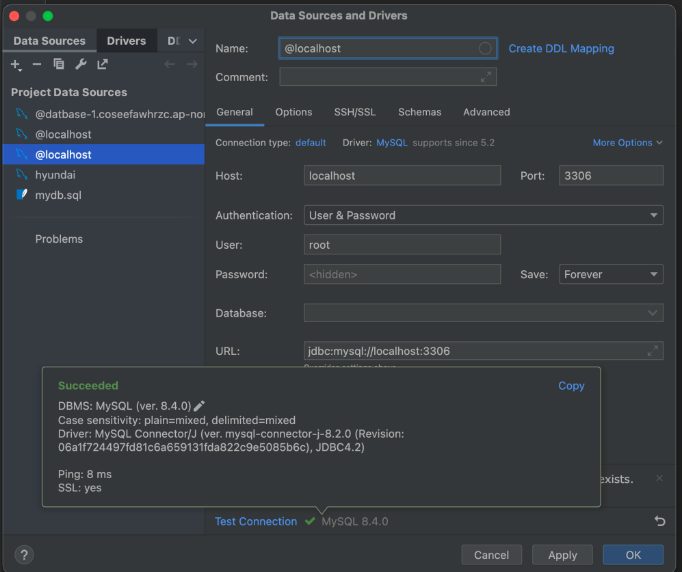 Data Sources and Drivers
Data Sources Drivers
Name: @localhost Create DDL Mapping
Comment:
Project Data Sources
@datbase-1.coseefawhrzc.ap-nor
@localhost
@localhost
hyundai
mydb.sql
Problems
General Options SSH/SSL Schemas Advanced
Connection type: default Driver: MySQL supports since 5.2 More Options
Host: localhost Port: 3306
Authentication: User & Password
User: root
Password: <hidden> Save: Forever
Database:
URL: jdbc:mysql://localhost:3306
Succeeded Copy
DBMS: MySQL (ver. 8.4.0)
Case sensitivity: plain=mixed, delimited=mixed
Driver: MySQL Connector/J (ver. mysql-connector-j-8.2.0 (Revision:
06a1f724497fd81c6a659131fda822c9e5085b6c), JDBC4.2)
Ping: 8 ms
SSL: yes
exists.
Test Connection MySQL 8.4.0
? Cancel Apply OK